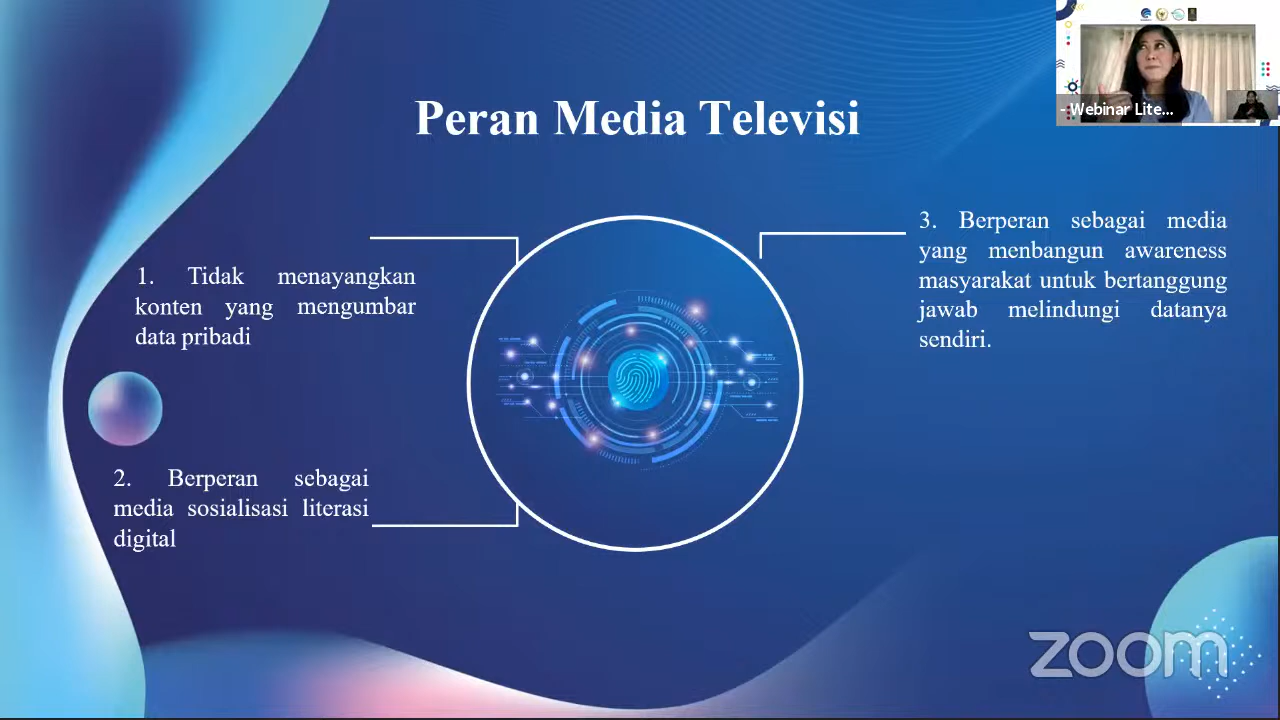 Peran Media Televisi
- Webinar Lite...
1. Tidak menayangkan
konten yang mengumbar
data pribadi
2. Berperan sebagai
media sosialisasi literasi
digital
3. Berperan sebagai media
yang menbangun awareness
masyarakat untuk bertanggung
jawab melindungi datanya
sendiri.
zoom